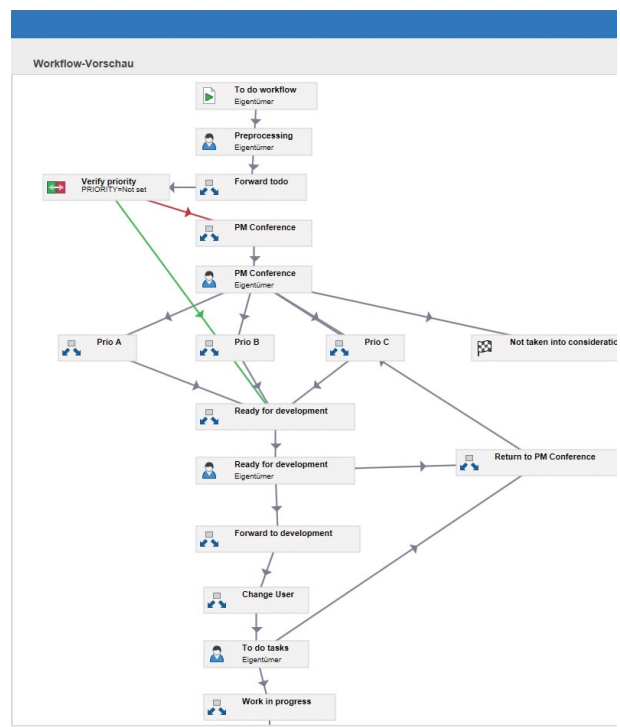 Workflow-Vorschau
To do workflow
Eigentümer
Preprocessing
Eigentümer
Verify priority
PRIORITY=Not set
Forward todo
PM Conference
PM Conference
Eigentümer
Prio A
Prio B
Prio C
Not taken into consideratio
Ready for development
Ready for development
Eigentümer
Return to PM Conference
Forward to development
Change User
To do tasks
Eigentümer
Work in progress